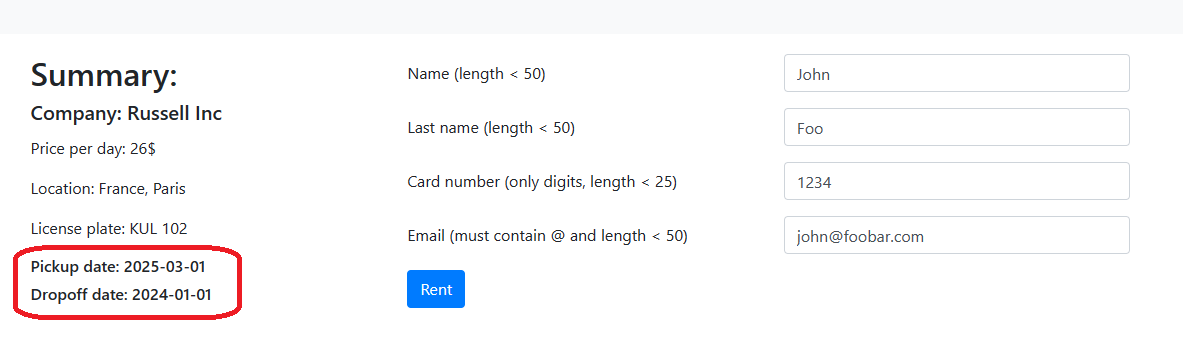 Summary:
Company: Russell Inc
Price per day: 26$
Location: France, Paris
License plate: KUL 102
Pickup date: 2025-03-01
Dropoff date: 2024-01-01
Name (length < 50)
John
Last name (length < 50)
Foo
Card number (only digits, length < 25)
1234
Email (must contain @ and length < 50)
john@foobar.com
Rent